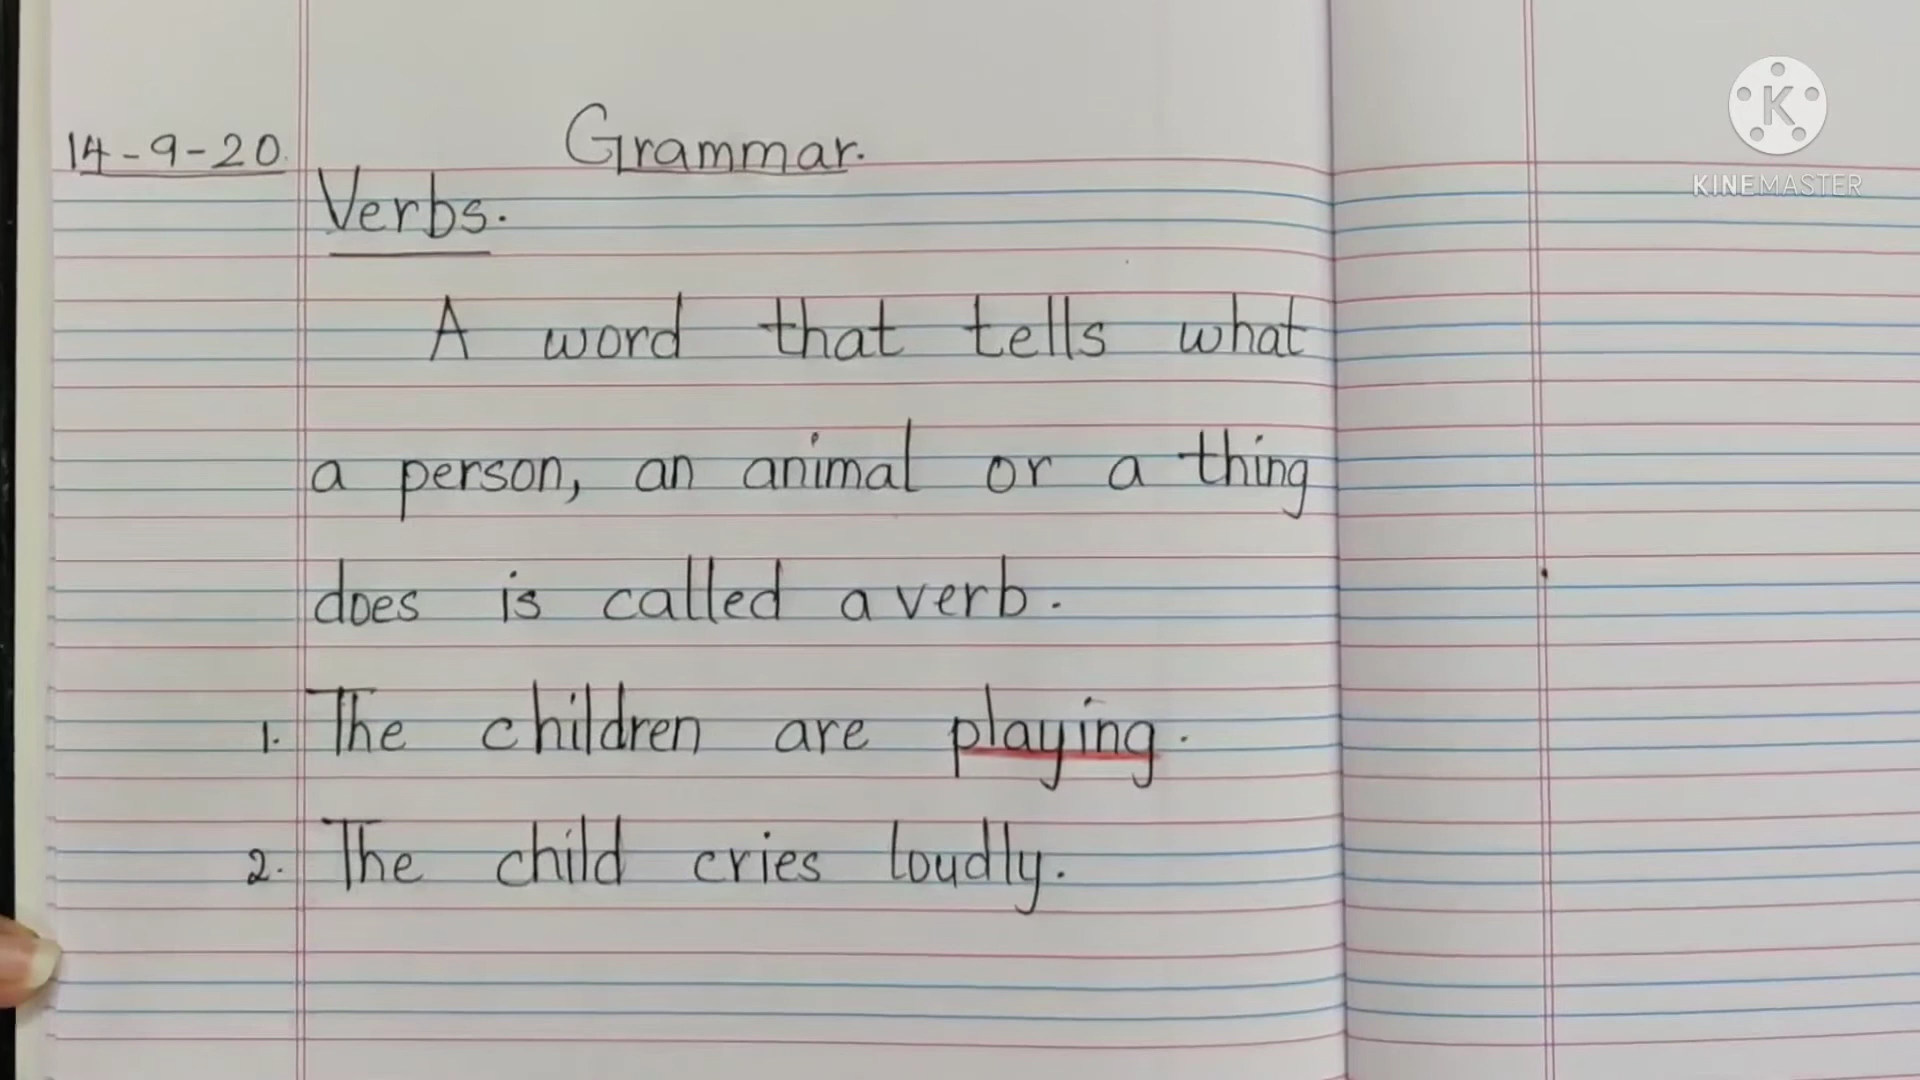 14-9-20. Grammar.
Verbs.
A word that tells what
a person, an animal or a thing
does is called a verb.
1. The children are playing.
2. The child cries loudly.
K
KINEMASTER